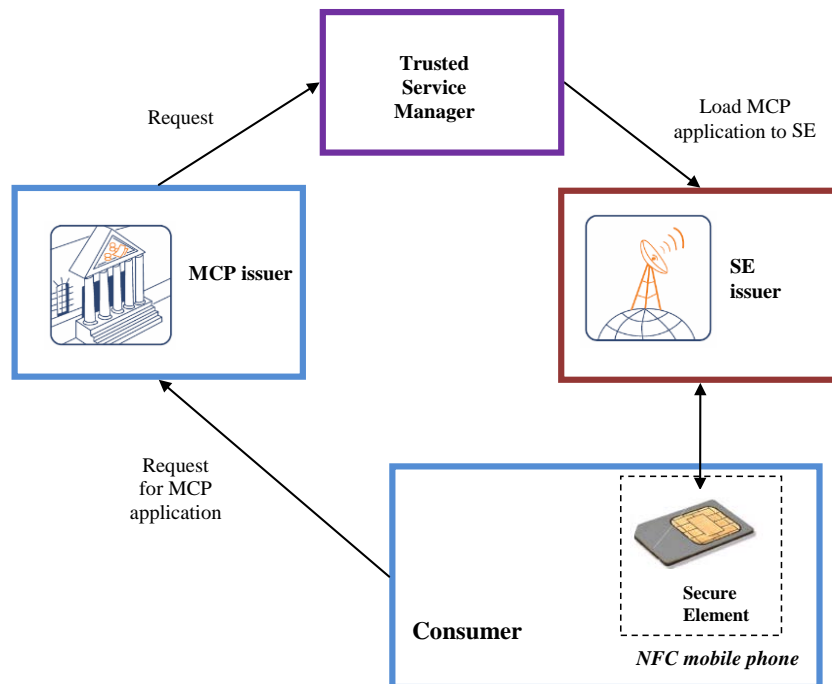 Trusted
Service
Manager
Request
Load MCP
application to SE
MCP issuer
SE
issuer
Request
for MCP
application
Secure
Element
Consumer
NFC mobile phone